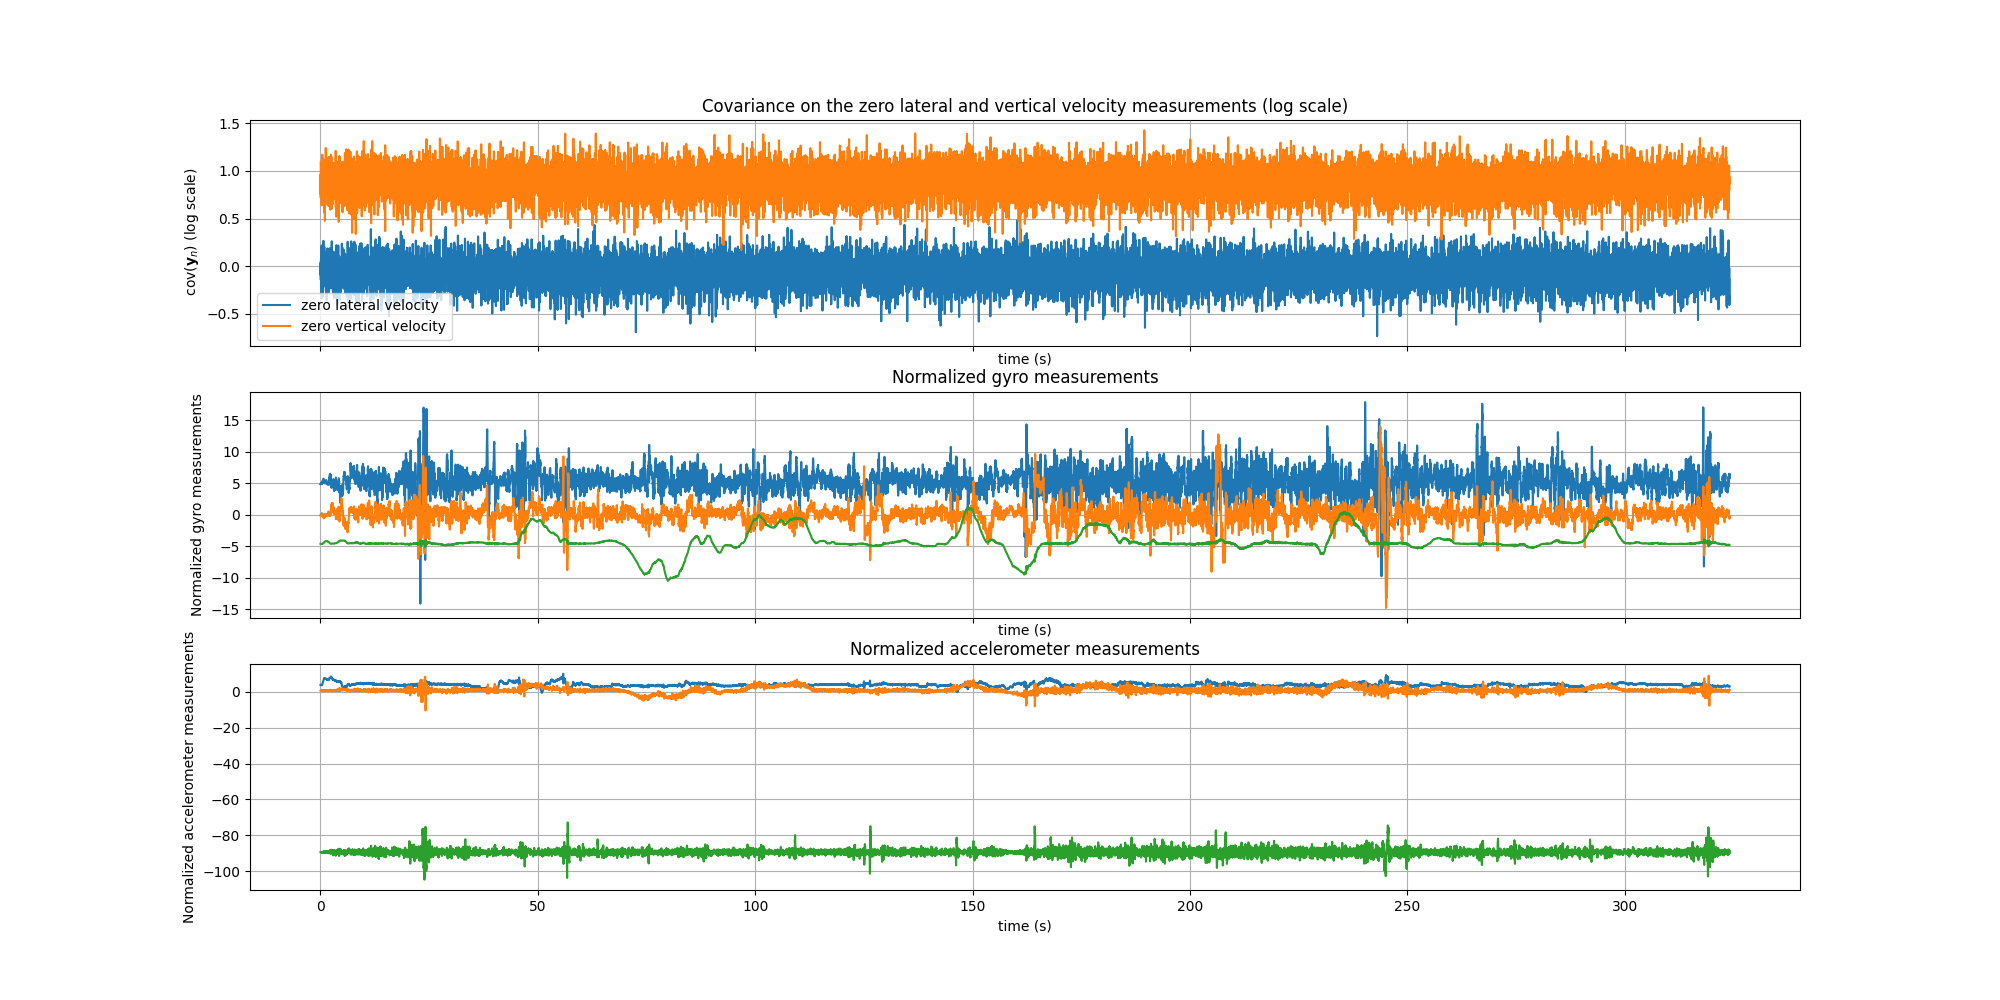 Covariance on the zero lateral and vertical velocity measurements (log scale)
cov(yₙ) (log scale)
1.5
1.0
0.5
0.0
−0.5
zero lateral velocity
zero vertical velocity
time (s)
Normalized gyro measurements
Normalized gyro measurements
15
10
5
0
−5
−10
−15
time (s)
Normalized accelerometer measurements
Normalized accelerometer measurements
0
−20
−40
−60
−80
−100
0 50 100 150 200 250 300
time (s)